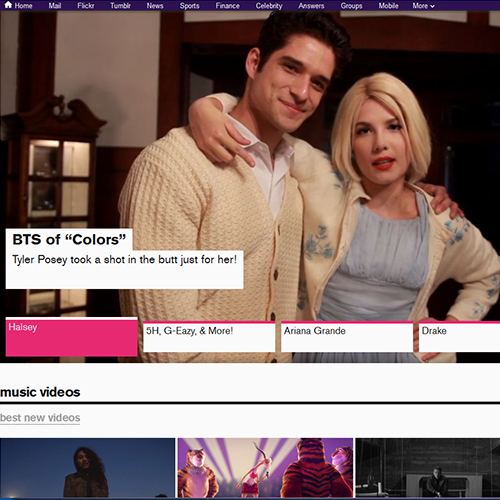 Home Mail Flickr Tumblr News Sports Finance Celebrity Answers Groups Mobile More
BTS of “Colors”
Tyler Posey took a shot in the butt just for her!
Halsey 5H, G-Eazy, & More! Ariana Grande Drake
music videos
best new videos